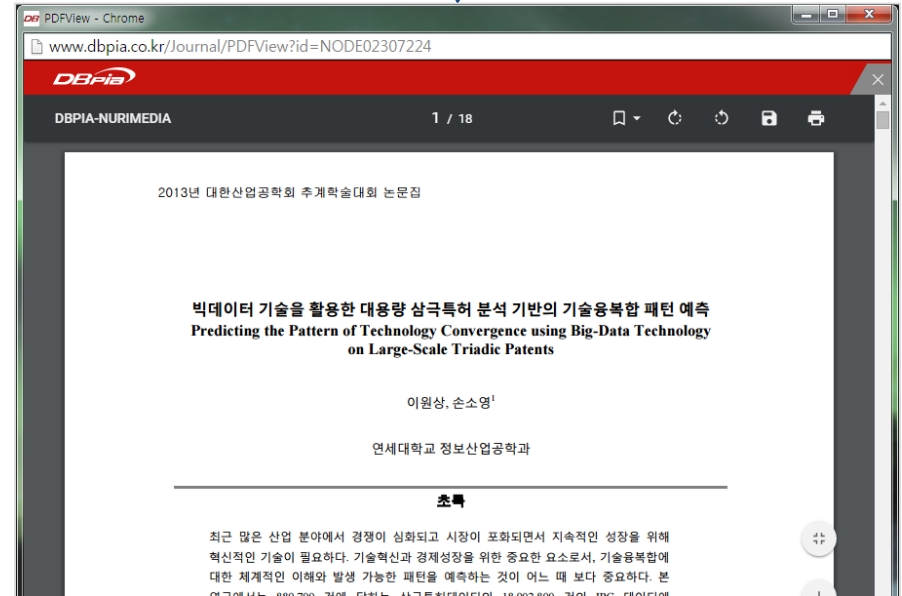 DB PDFView - Chrome
www.dbpia.co.kr/Journal/PDFView?id=NODE02307224
DBpia
DBPIA-NURIMEDIA 1 / 18
2013년 대한산업공학회 추계학술대회 논문집
빅데이터 기술을 활용한 대용량 삼극특허 분석 기반의 기술융복합 패턴 예측
Predicting the Pattern of Technology Convergence using Big-Data Technology
on Large-Scale Triadic Patents
이원상, 손소영1
연세대학교 정보산업공학과
초록
최근 많은 산업 분야에서 경쟁이 심화되고 시장이 포화되면서 지속적인 성장을 위해
혁신적인 기술이 필요하다. 기술혁신과 경제성장을 위한 중요한 요소로서, 기술융복합에
대한 체계적인 이해와 발생 가능한 패턴을 예측하는 것이 어느 때 보다 중요하다. 본